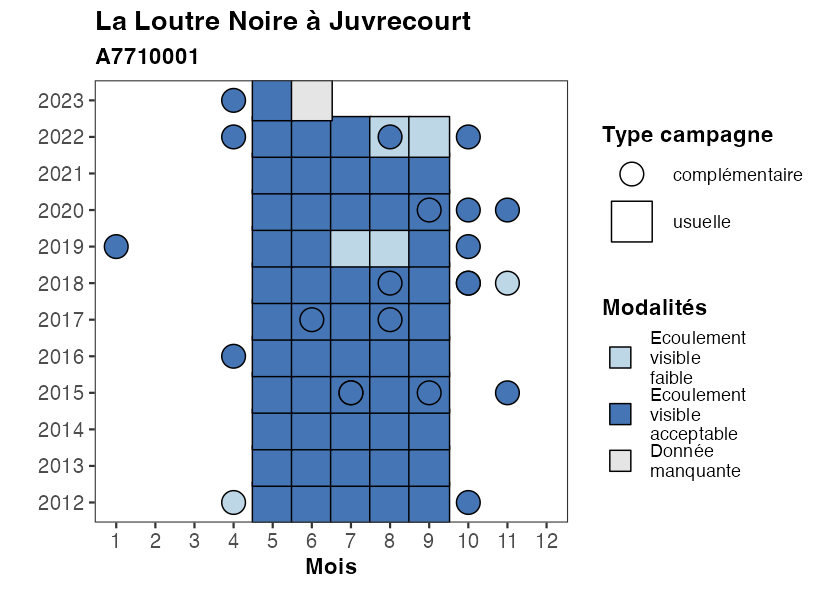 La Loutre Noire à Juvrecourt
A7710001
2023
2022
2021
2020
2019
2018
2017
2016
2015
2014
2013
2012
1 2 3 4 5 6 7 8 9 10 11 12
Mois
Type campagne
complémentaire
usuelle
Modalités
Ecoulement
visible
faible
Ecoulement
visible
acceptable
Donnée
manquante